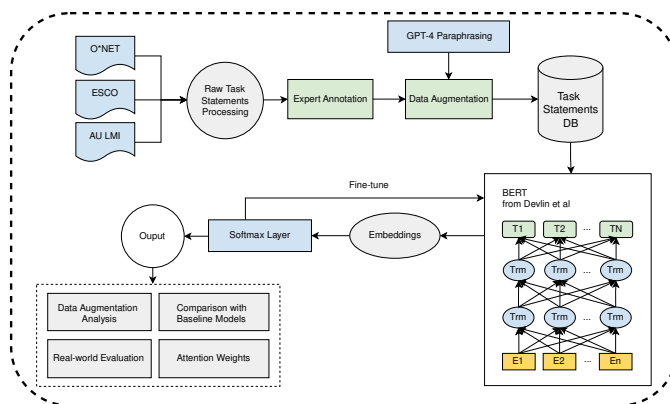 GPT-4 Paraphrasing
O*NET
ESCO
AU LMI
Raw Task
Statements
Processing
Expert Annotation
Data Augmentation
Task
Statements
DB
Fine-tune
BERT
from Devlin et al
T1 T2 ... TN
Trm Trm ... Trm
Trm Trm ... Trm
E1 E2 ... En
Embeddings
Softmax Layer
Ouput
Data Augmentation
Analysis
Comparison with
Baseline Models
Real-world Evaluation
Attention Weights